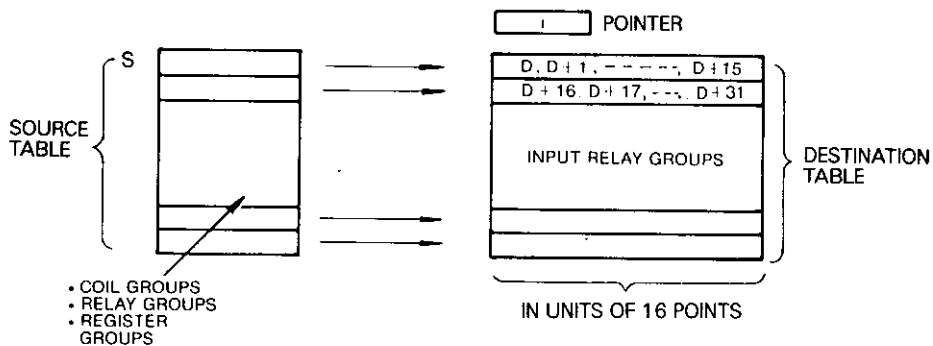 POINTER
S
D, D+1, -----, D+15
D+16, D+17, ---, D+31
SOURCE
TABLE
INPUT RELAY GROUPS
DESTINATION
TABLE
• COIL GROUPS
• RELAY GROUPS
• REGISTER
GROUPS
IN UNITS OF 16 POINTS